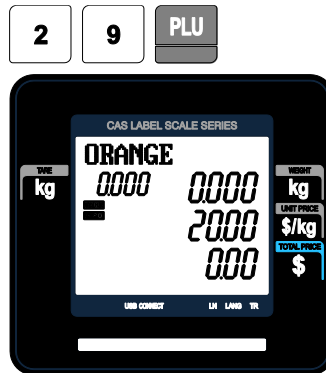 2 9 PLU
CAS LABEL SCALE SERIES
ORANGE
TARE
kg
0.000
0.000
WEIGHT
kg
20.00
UNIT PRICE
$/kg
0.00
TOTAL PRICE
$
USB CONNECT LN LANG TR